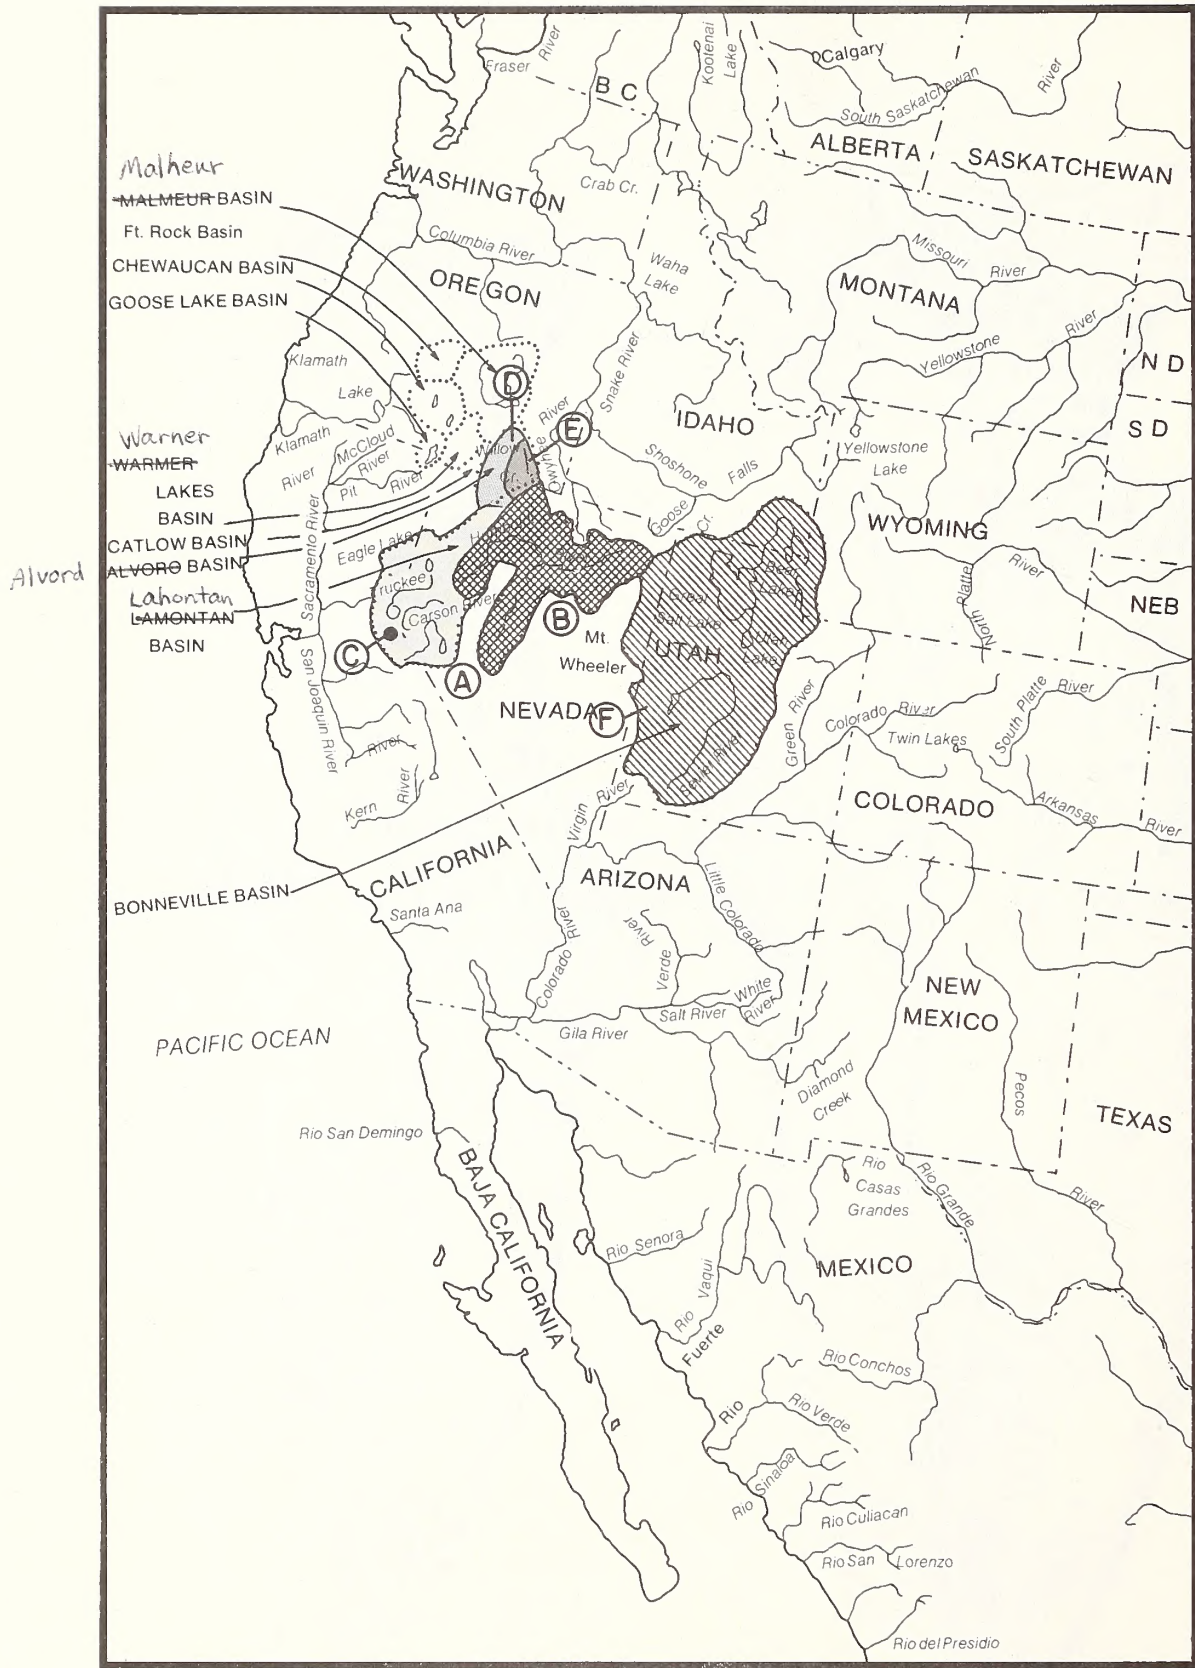 Malheur
MALMEUR BASIN
Ft. Rock Basin
CHEWAUCAN BASIN
GOOSE LAKE BASIN
Warner
WARMER
LAKES
BASIN
CATLOW BASIN
Alvord
ALVORO BASIN
Lahontan
LAMONTAN
BASIN
BONNEVILLE BASIN
PACIFIC OCEAN
Fraser River
B C
Kootenai
Lake
Calgary
South Saskatchewan
River
ALBERTA
SASKATCHEWAN
WASHINGTON
Crab Cr.
Columbia River
Waha
Lake
OREGON
Missouri
River
MONTANA
Yellowstone
River
N D
S D
Klamath
Lake
Klamath
River
McCloud
River
Pit River
Sacramento River
Eagle Lake
Truckee
Carson River
D
E
Willow
Cr.
Owyhee
River
Snake River
IDAHO
Shoshone
Falls
Goose
Cr.
Yellowstone
Lake
WYOMING
River
North Platte
NEB
Bear
Lake
Great
Salt Lake
Utah
Lake
UTAH
A
B
C
F
Mt.
Wheeler
NEVADA
Sevier River
San
Joaquin River
River
Kern
River
Green River
Colorado River
Twin Lakes
South Platte
River
COLORADO
Arkansas
River
Virgin River
CALIFORNIA
Santa Ana
ARIZONA
Little Colorado
Colorado River
Verde
River
White
River
Salt River
Gila River
NEW
MEXICO
Pecos
River
TEXAS
Diamond
Creek
Rio San Demingo
BAJA CALIFORNIA
Rio
Casas
Grandes
Rio Grande
MEXICO
Rio Senora
Rio Vaqui
Fuerte
Rio
Rio Conchos
Rio Verde
Rio Sinaloa
Rio Culiacan
Rio San Lorenzo
Rio del Presidio